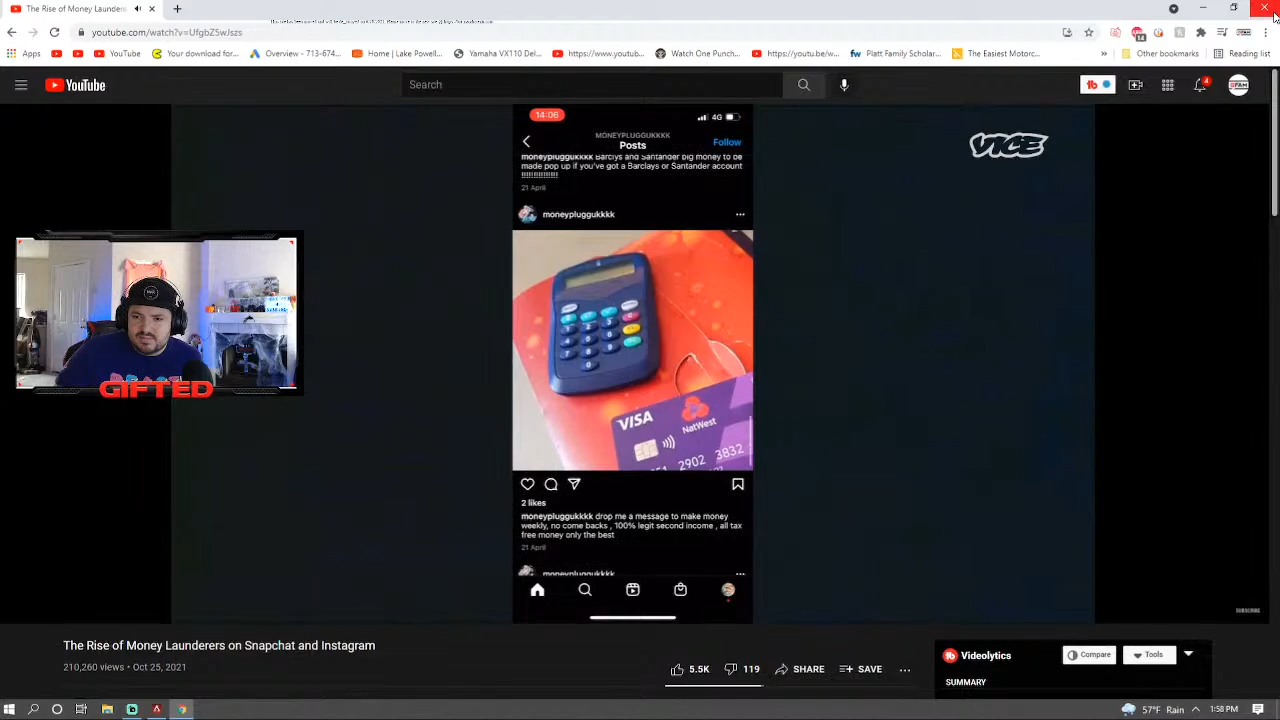 The Rise of Money Launderers
youtube.com/watch?v=UfgbZ5wJszs
Apps
YouTube
Your download for...
Overview - 713-674...
Home | Lake Powell...
Yamaha VX110 Del...
https://www.youtub...
Watch One Punch...
https://youtu.be/w...
Platt Family Scholar...
The Easiest Motorc...
»
Other bookmarks
Reading list
YouTube
Search
4
14:06
4G
MONEYPLUGGUKKKK
Posts
Follow
VICE
moneypluggukkkk Barclys and Santander big money to be
made pop up if you've got a Barclays or Santander account
!!!!!!!!!!!!!!!!
21 April
moneypluggukkkk
VISA
NatWest
2902 3832
GIFTED
2 likes
moneypluggukkkk drop me a message to make money
weekly, no come backs , 100% legit second income , all tax
free money only the best
21 April
moneypluggukkkk
SUBSCRIBE
The Rise of Money Launderers on Snapchat and Instagram
210,260 views • Oct 25, 2021
5.5K
119
SHARE
SAVE
Videolytics
Compare
Tools
SUMMARY
57°F Rain
1:58 PM